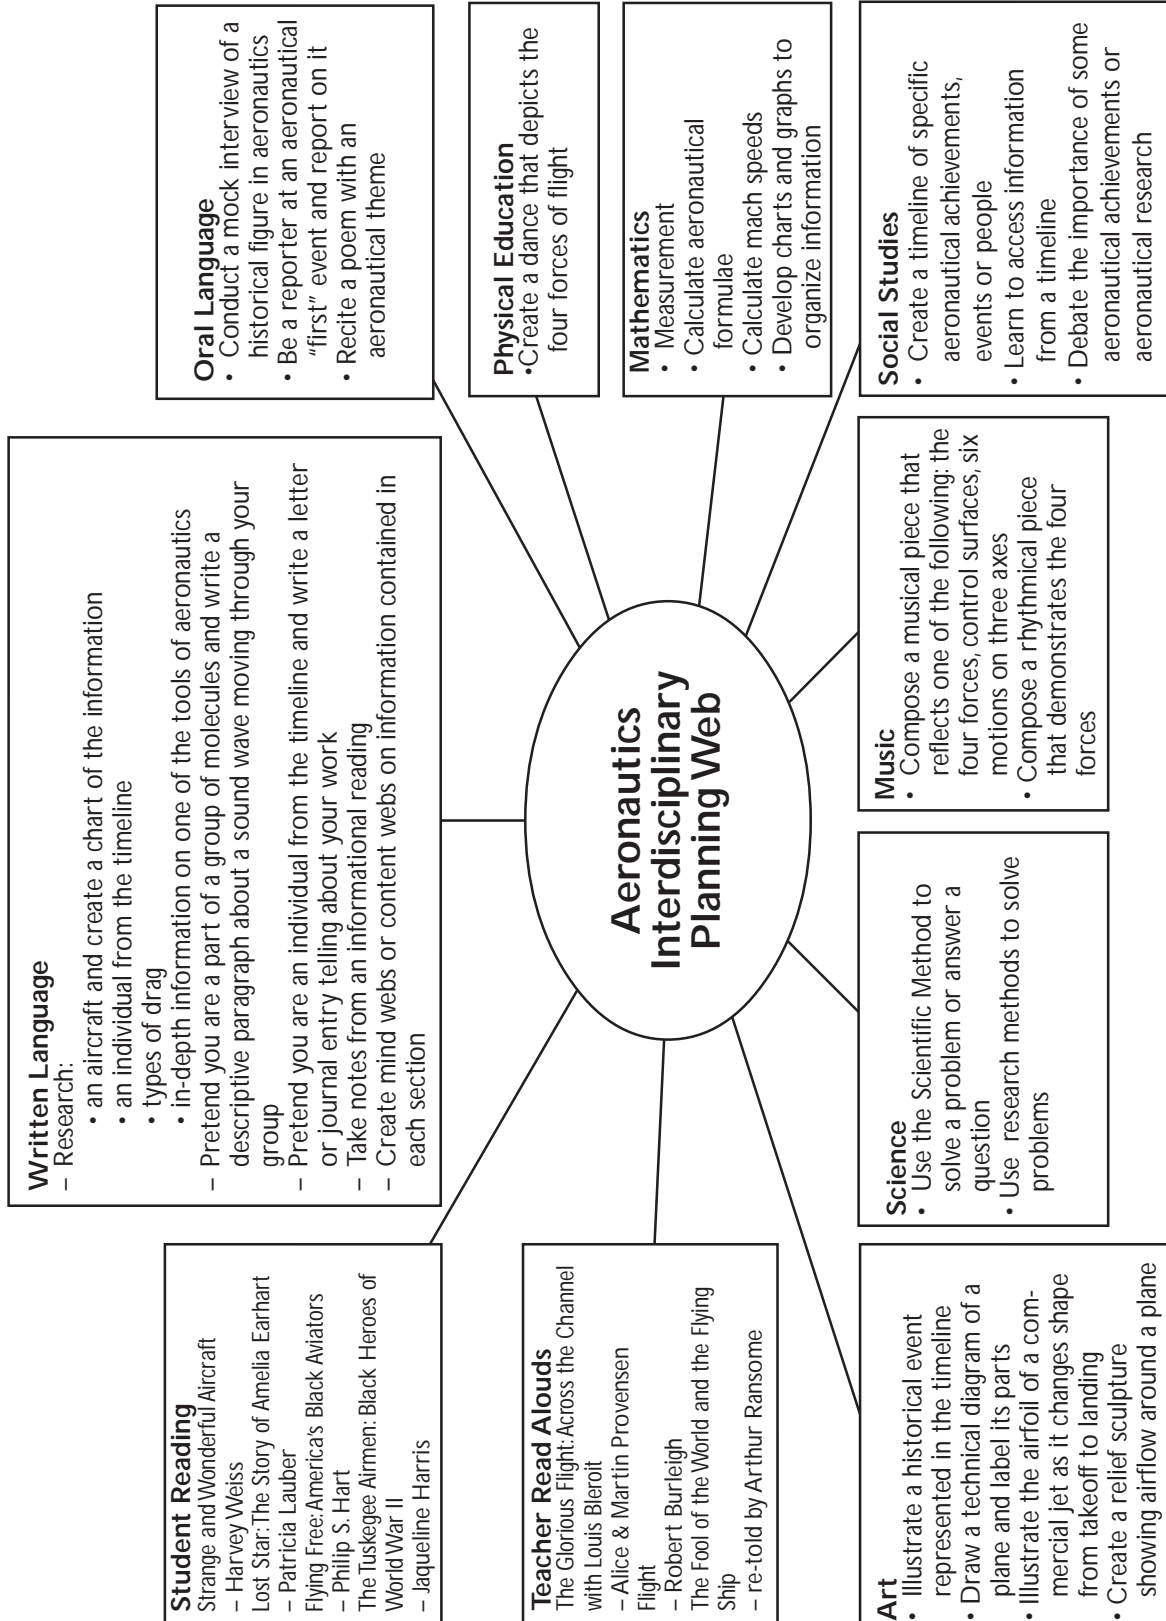 Aeronautics
Interdisciplinary
Planning Web
Student Reading
Strange and Wonderful Aircraft
– Harvey Weiss
Lost Star: The Story of Amelia Earhart
– Patricia Lauber
Flying Free: America's Black Aviators
– Philip S. Hart
The Tuskegee Airmen: Black Heroes of
World War II
– Jaqueline Harris
Written Language
– Research:
• an aircraft and create a chart of the information
• an individual from the timeline
• types of drag
• in-depth information on one of the tools of aeronautics
– Pretend you are a part of a group of molecules and write a
descriptive paragraph about a sound wave moving through your
group
– Pretend you are an individual from the timeline and write a letter
or journal entry telling about your work
– Take notes from an informational reading
– Create mind webs or content webs on information contained in
each section
Oral Language
• Conduct a mock interview of a
historical figure in aeronautics
• Be a reporter at an aeronautical
"first" event and report on it
• Recite a poem with an
aeronautical theme
Teacher Read Alouds
The Glorious Flight: Across the Channel
with Louis Bleroit
– Alice & Martin Provensen
Flight
– Robert Burleigh
The Fool of the World and the Flying
Ship
– re-told by Arthur Ransome
Physical Education
•Create a dance that depicts the
four forces of flight
Mathematics
• Measurement
• Calculate aeronautical
formulae
• Calculate mach speeds
• Develop charts and graphs to
organize information
Art
• Illustrate a historical event
represented in the timeline
• Draw a technical diagram of a
plane and label its parts
• Illustrate the airfoil of a com-
mercial jet as it changes shape
from takeoff to landing
• Create a relief sculpture
showing airflow around a plane
Science
• Use the Scientific Method to
solve a problem or answer a
question
• Use research methods to solve
problems
Music
• Compose a musical piece that
reflects one of the following: the
four forces, control surfaces, six
motions on three axes
• Compose a rhythmical piece
that demonstrates the four
forces
Social Studies
• Create a timeline of specific
aeronautical achievements,
events or people
• Learn to access information
from a timeline
• Debate the importance of some
aeronautical achievements or
aeronautical research